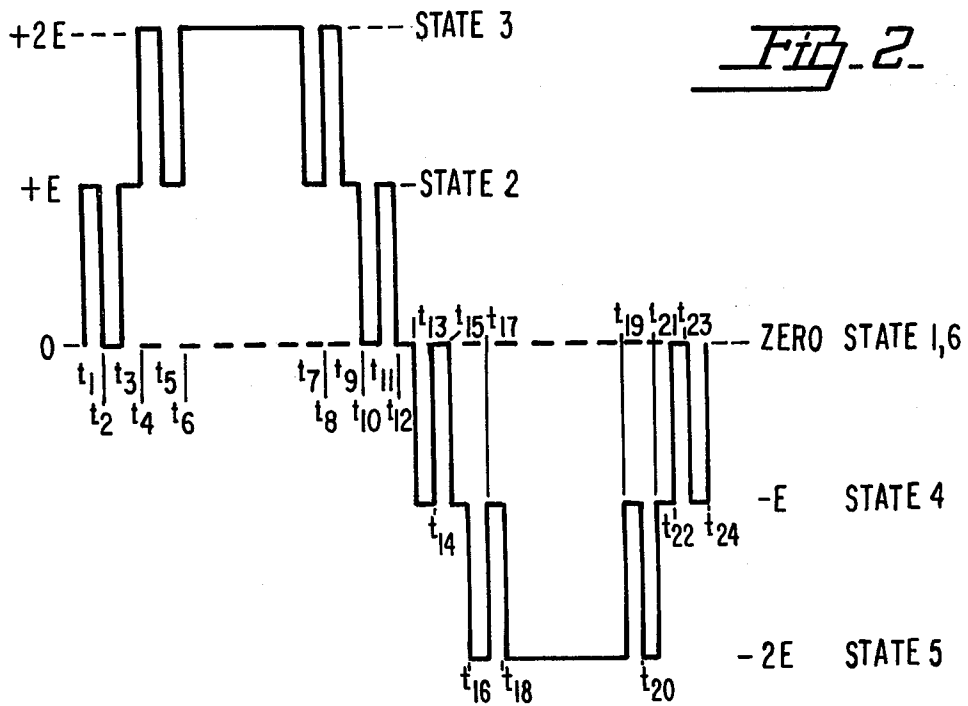 +2E
STATE 3
Fig. 2.
+E
STATE 2
t13 t15 t17 t19 t21 t23
0
ZERO STATE 1,6
t1 t3 t5 t7 t9 t11
t2 t4 t6 t8 t10 t12
-E STATE 4
t14 t22 t24
-2E STATE 5
t16 t18 t20